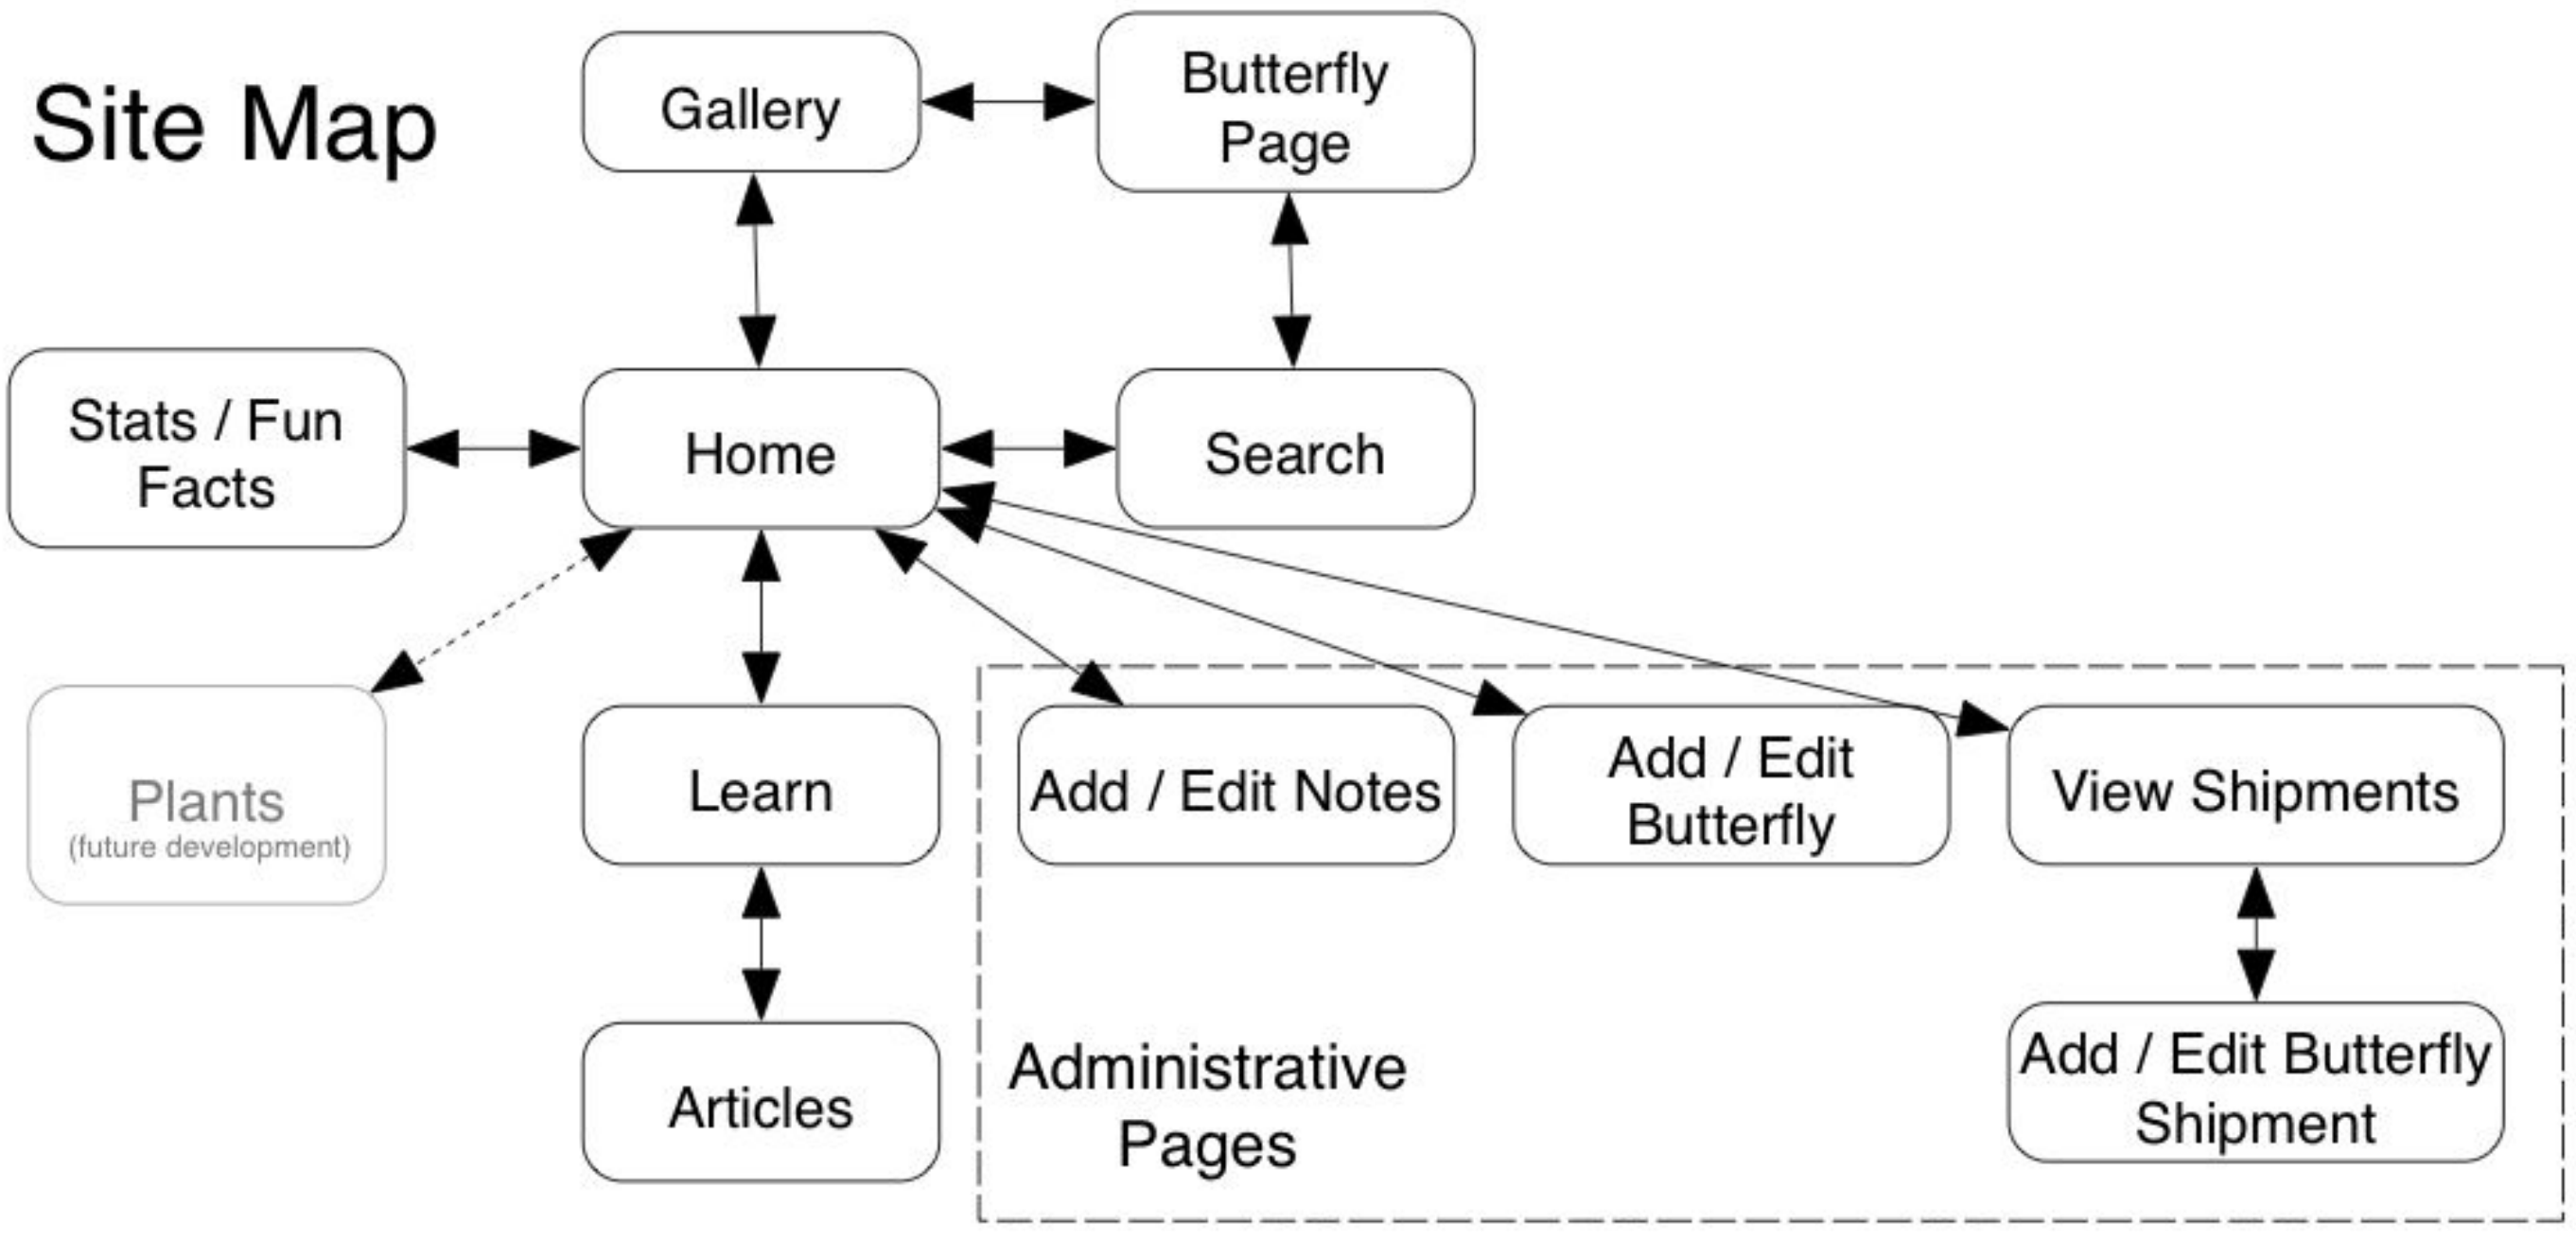 Site Map
Gallery
Butterfly
Page
Stats / Fun
Facts
Home
Search
Plants
(future development)
Learn
Add / Edit Notes
Add / Edit
Butterfly
View Shipments
Articles
Administrative
Pages
Add / Edit Butterfly
Shipment